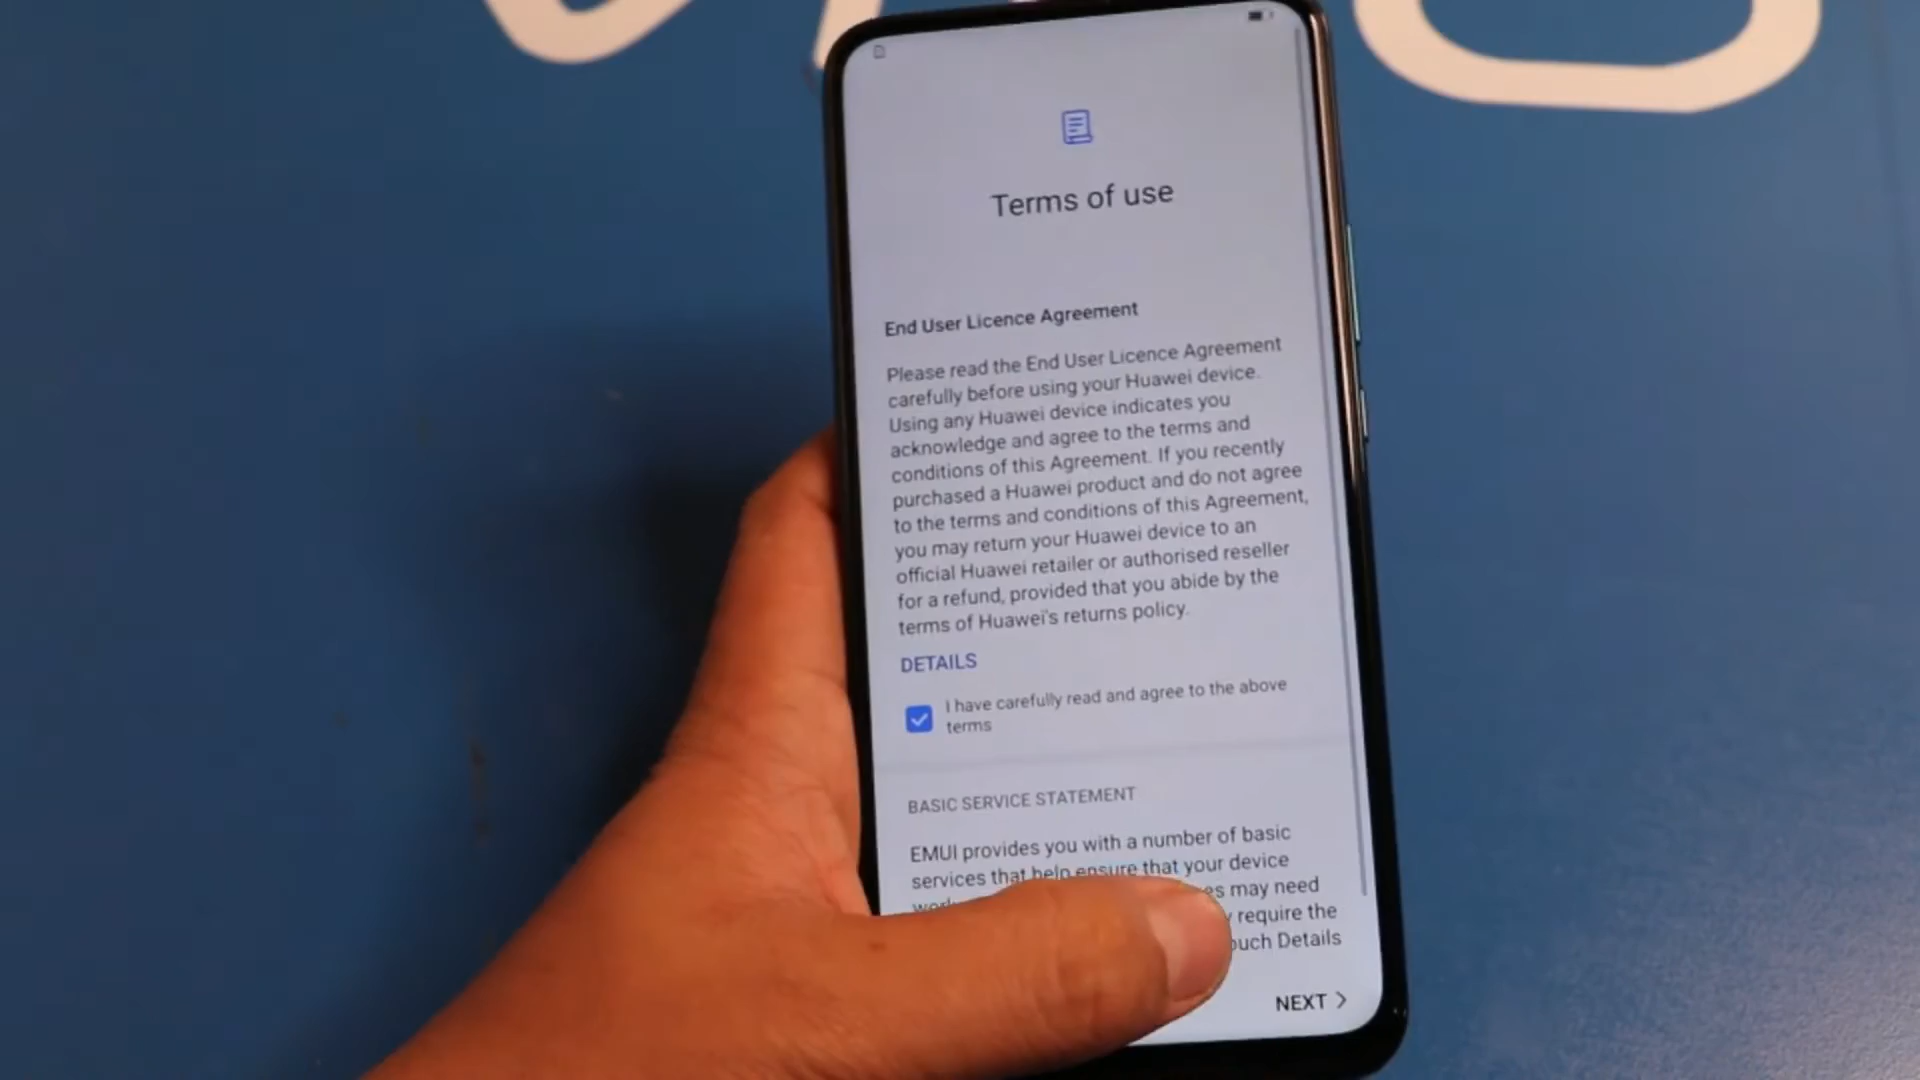 Terms of use
End User Licence Agreement
Please read the End User Licence Agreement
carefully before using your Huawei device.
Using any Huawei device indicates you
acknowledge and agree to the terms and
conditions of this Agreement. If you recently
purchased a Huawei product and do not agree
to the terms and conditions of this Agreement,
you may return your Huawei device to an
official Huawei retailer or authorised reseller
for a refund, provided that you abide by the
terms of Huawei's returns policy.
DETAILS
I have carefully read and agree to the above
terms
BASIC SERVICE STATEMENT
EMUI provides you with a number of basic
services that help ensure that your device
may need
require the
Details
NEXT